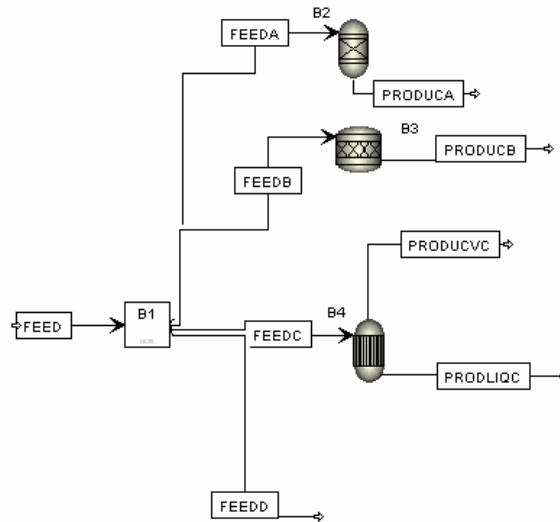 B2
FEEDA
PRODUCA
B3
PRODUCB
FEEDB
PRODUCVC
B1
FEED
FEEDC
B4
PRODLIQC
FEEDD